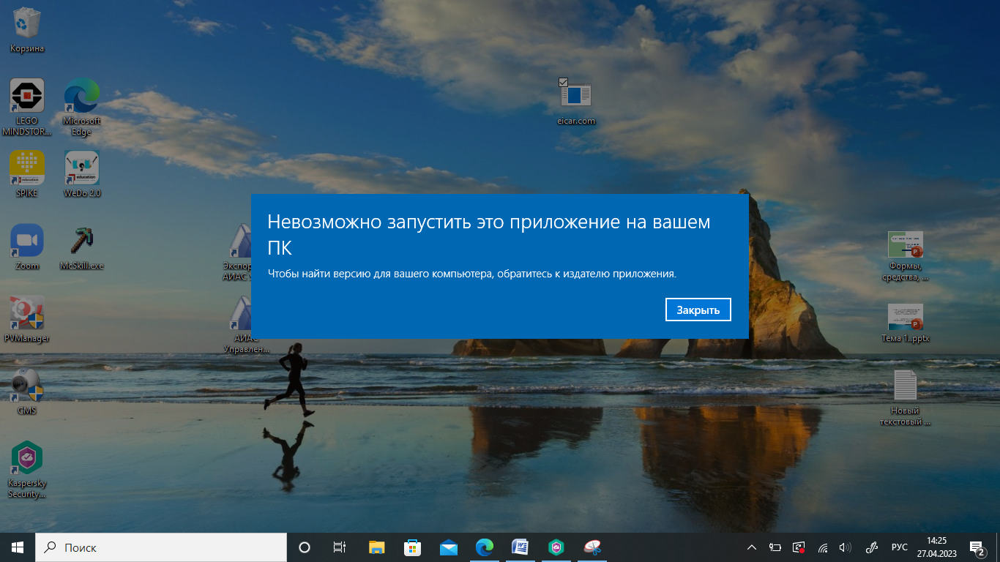 Корзина
LEGO
MINDSTOR...
Microsoft
Edge
eicar.com
education
SPIKE
education
WeDo 2.0
Невозможно запустить это приложение на вашем
ПК
Чтобы найти версию для вашего компьютера, обратитесь к издателю приложения.
Закрыть
Zoom
McSkill.exe
Экспор
АИАС У
Формы,
средства, ...
PVManager
АИАС
Управлен...
Тема 1..pptx
CMS
Новый
текстовый ...
Kaspersky
Security...
Поиск
РУС
14:25
27.04.2023
2